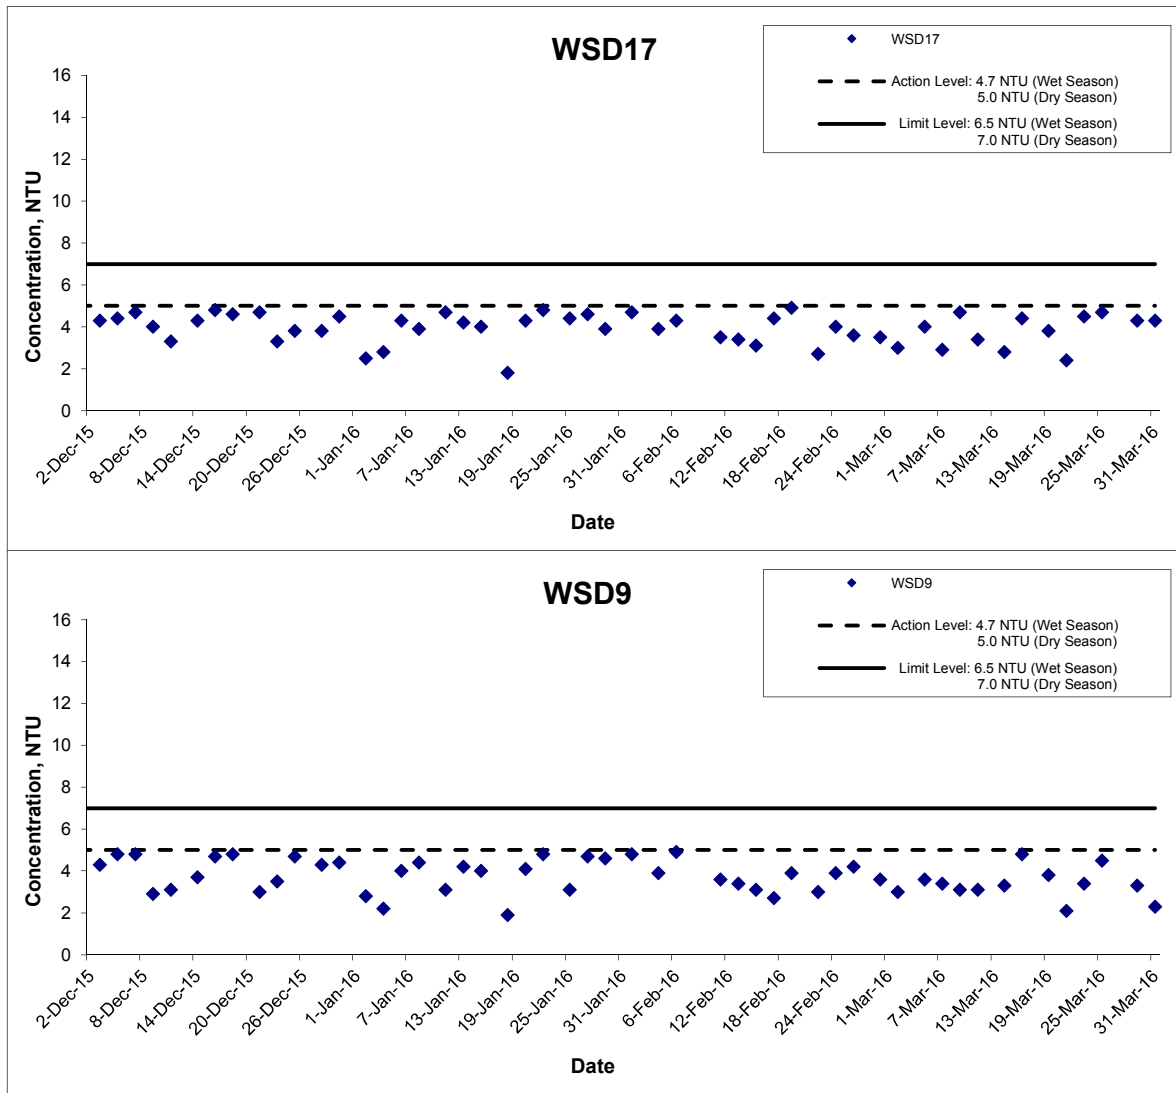 WSD17
WSD17
Action Level: 4.7 NTU (Wet Season)
5.0 NTU (Dry Season)
Limit Level: 6.5 NTU (Wet Season)
7.0 NTU (Dry Season)
Concentration, NTU
16
14
12
10
8
6
4
2
0
2-Dec-15
8-Dec-15
14-Dec-15
20-Dec-15
26-Dec-15
1-Jan-16
7-Jan-16
13-Jan-16
19-Jan-16
25-Jan-16
31-Jan-16
6-Feb-16
12-Feb-16
18-Feb-16
24-Feb-16
1-Mar-16
7-Mar-16
13-Mar-16
19-Mar-16
25-Mar-16
31-Mar-16
Date
WSD9
WSD9
Action Level: 4.7 NTU (Wet Season)
5.0 NTU (Dry Season)
Limit Level: 6.5 NTU (Wet Season)
7.0 NTU (Dry Season)
Concentration, NTU
16
14
12
10
8
6
4
2
0
2-Dec-15
8-Dec-15
14-Dec-15
20-Dec-15
26-Dec-15
1-Jan-16
7-Jan-16
13-Jan-16
19-Jan-16
25-Jan-16
31-Jan-16
6-Feb-16
12-Feb-16
18-Feb-16
24-Feb-16
1-Mar-16
7-Mar-16
13-Mar-16
19-Mar-16
25-Mar-16
31-Mar-16
Date